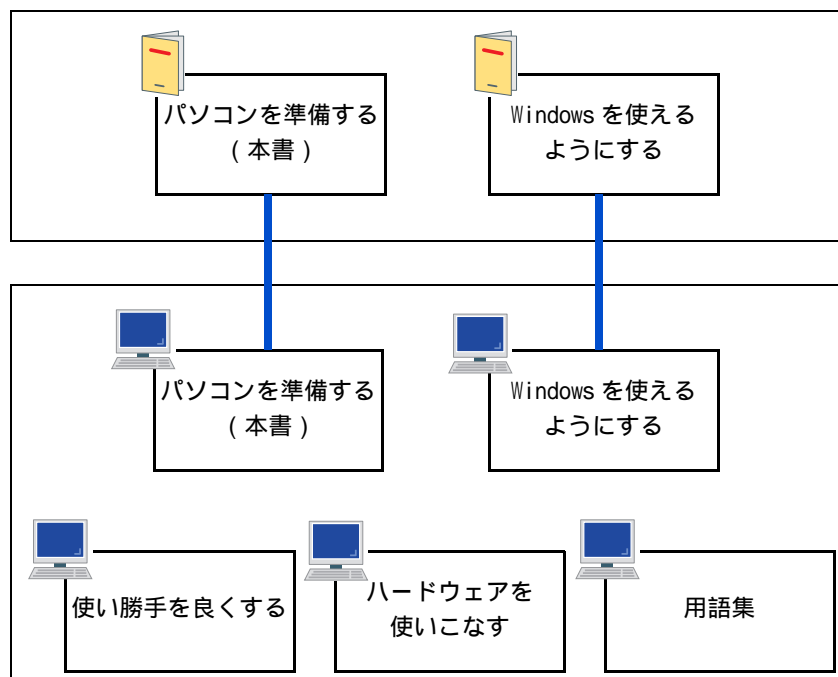 パソコンを準備する
(本書)
Windowsを使える
ようにする
パソコンを準備する
(本書)
Windowsを使える
ようにする
使い勝手を良くする
ハードウェアを
使いこなす
用語集